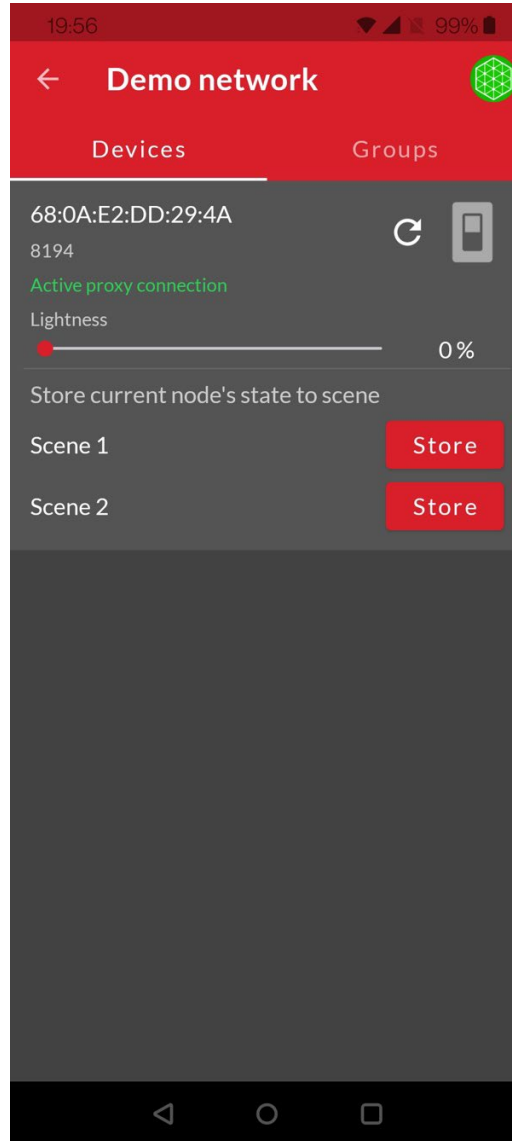 19:56
99%
Demo network
Devices
Groups
68:0A:E2:DD:29:4A
8194
Active proxy connection
Lightness
0%
Store current node's state to scene
Scene 1
Store
Scene 2
Store